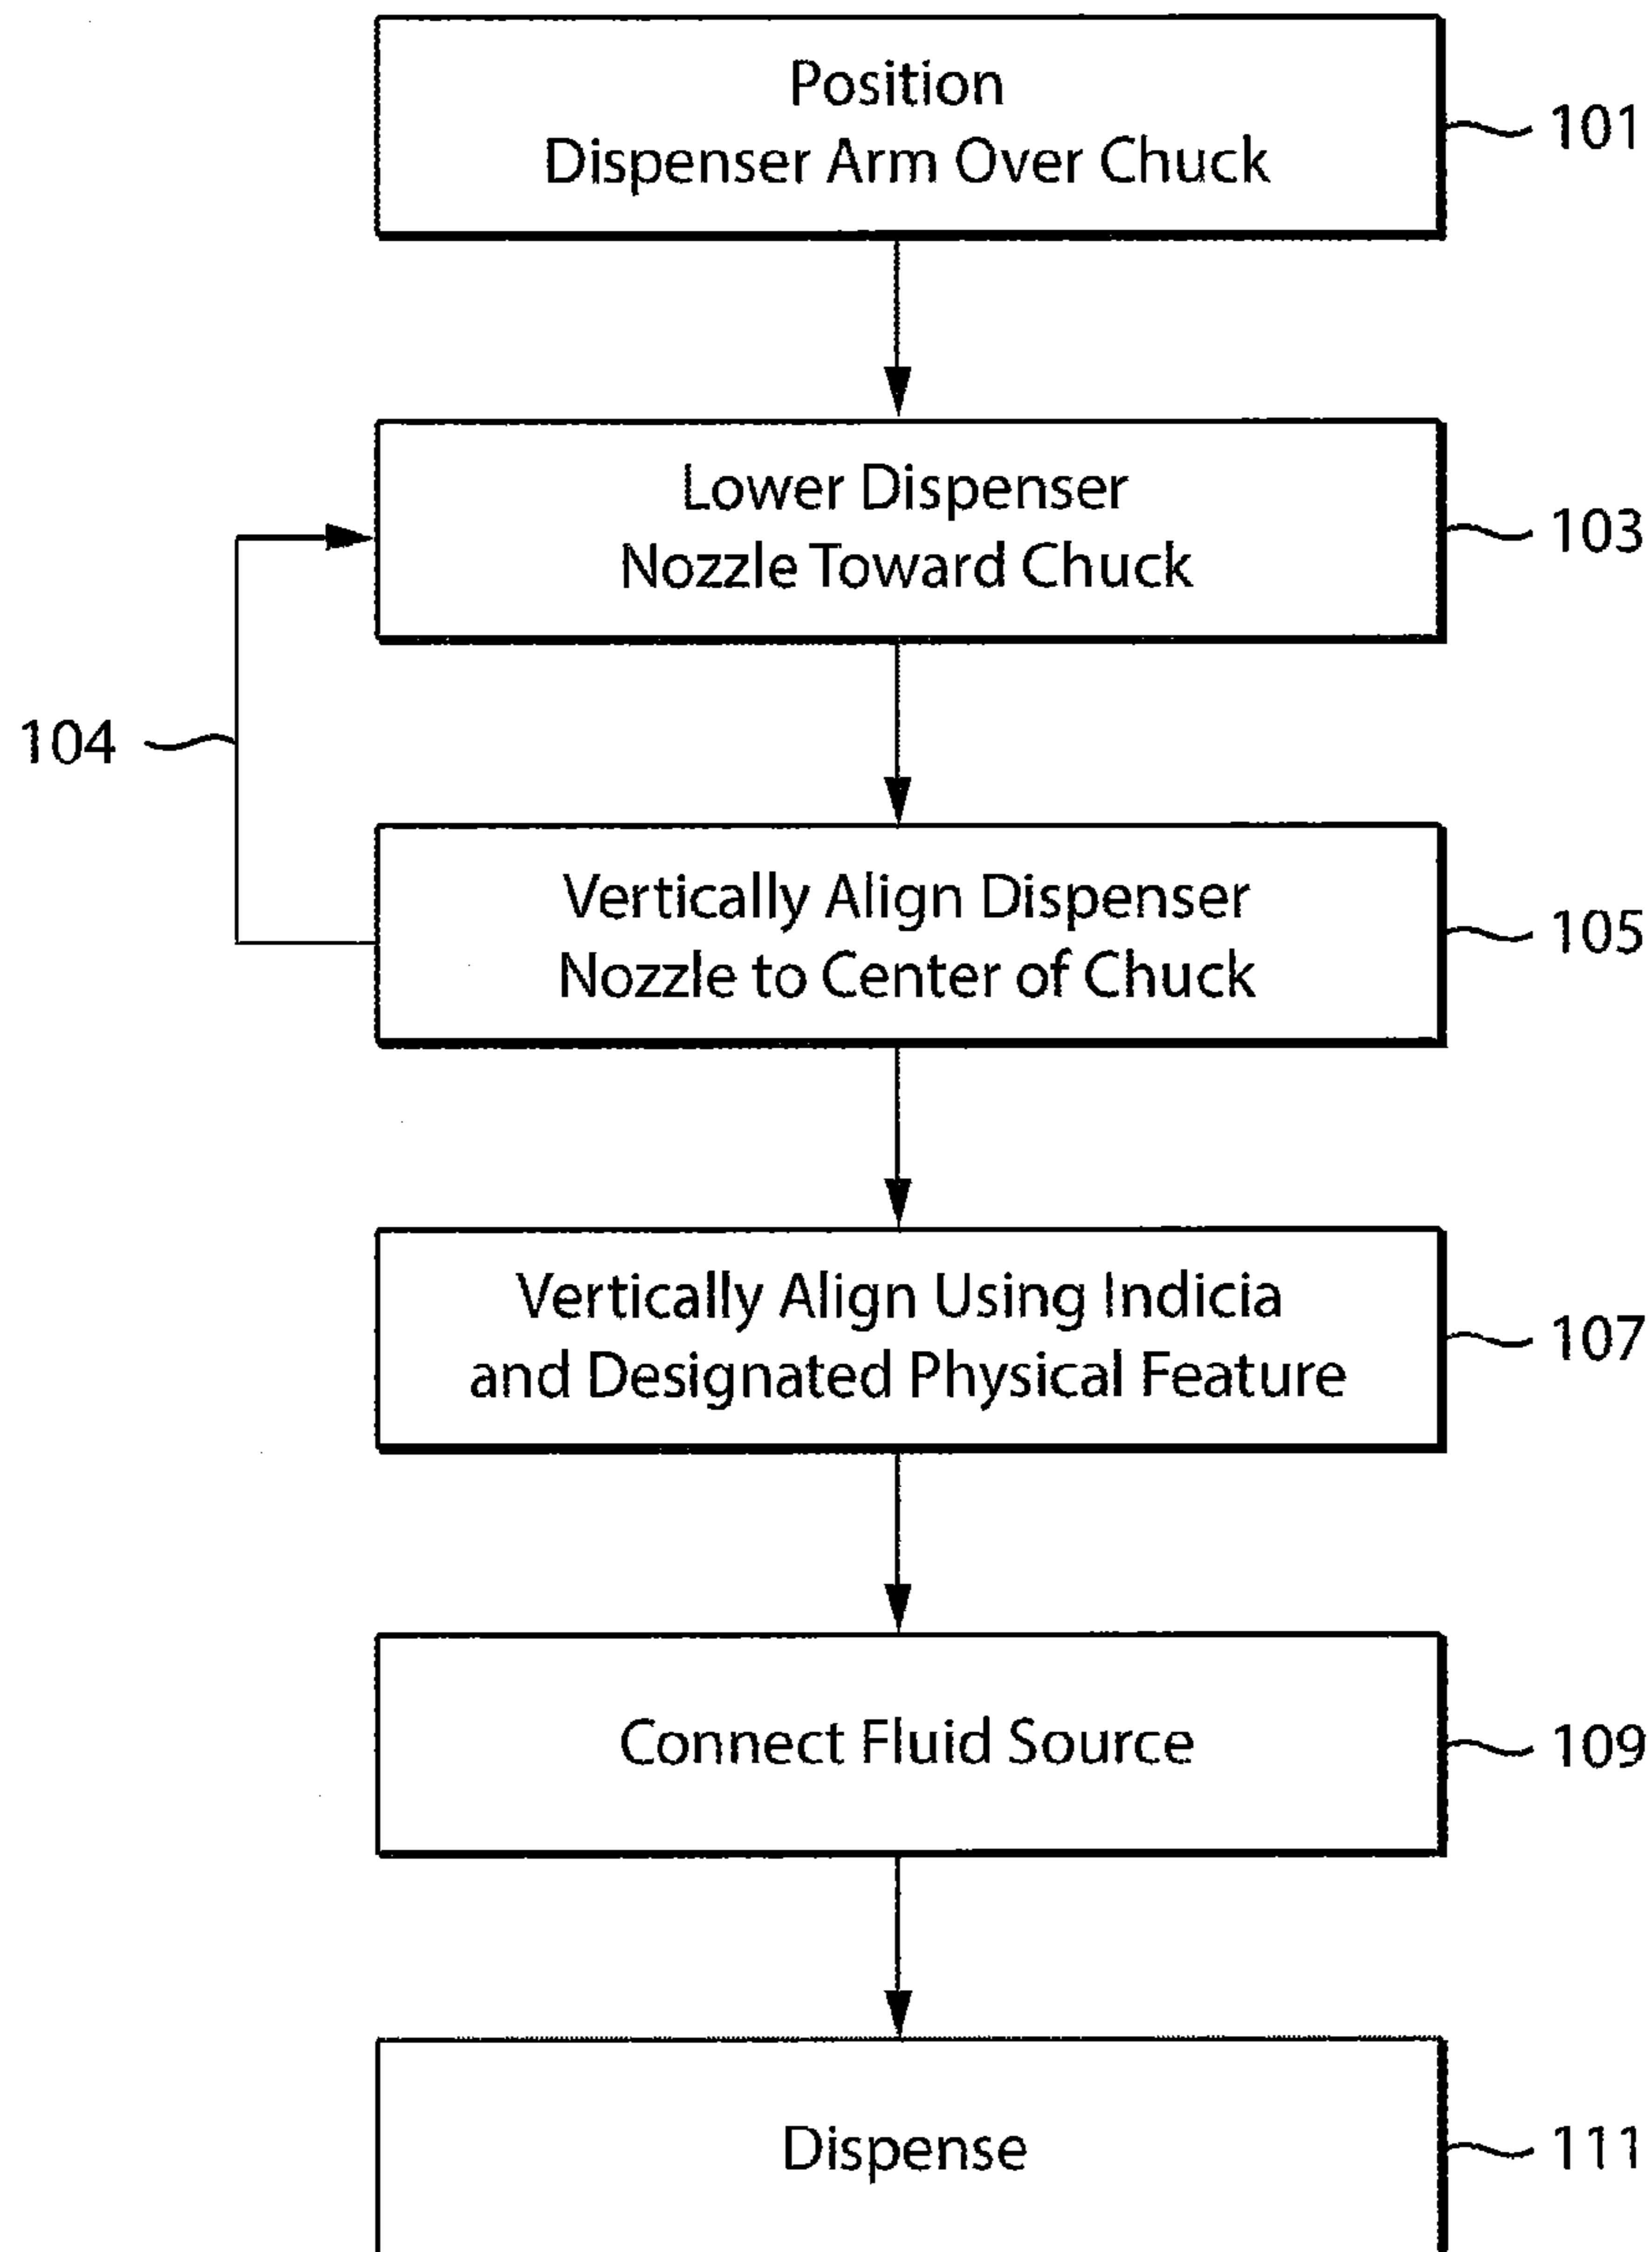 Position
Dispenser Arm Over Chuck
101
Lower Dispenser
Nozzle Toward Chuck
103
104
Vertically Align Dispenser
Nozzle to Center of Chuck
105
Vertically Align Using Indicia
and Designated Physical Feature
107
Connect Fluid Source
109
Dispense
111